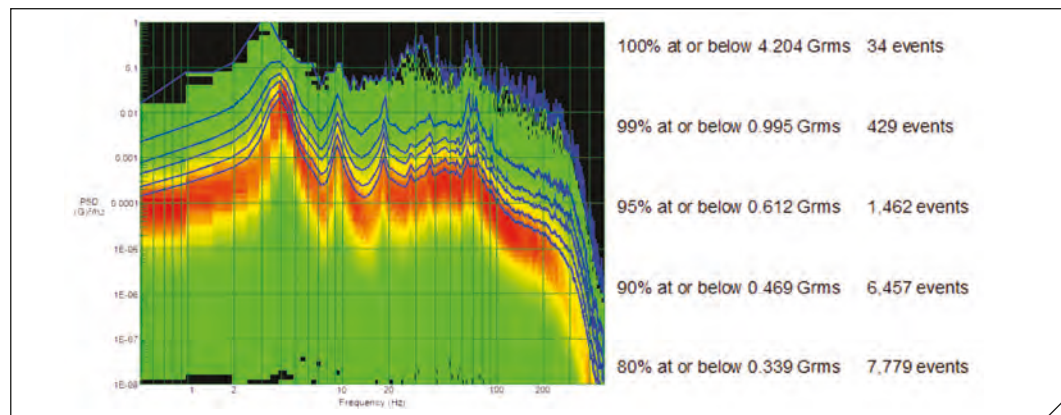 1
0.1
0.01
0.001
PSD
(G)²/Hz
0.0001
1E-05
1E-06
1E-07
1E-08
1 2 10 20 100 200
Frequency (Hz)
100% at or below 4.204 Grms 34 events
99% at or below 0.995 Grms 429 events
95% at or below 0.612 Grms 1,462 events
90% at or below 0.469 Grms 6,457 events
80% at or below 0.339 Grms 7,779 events